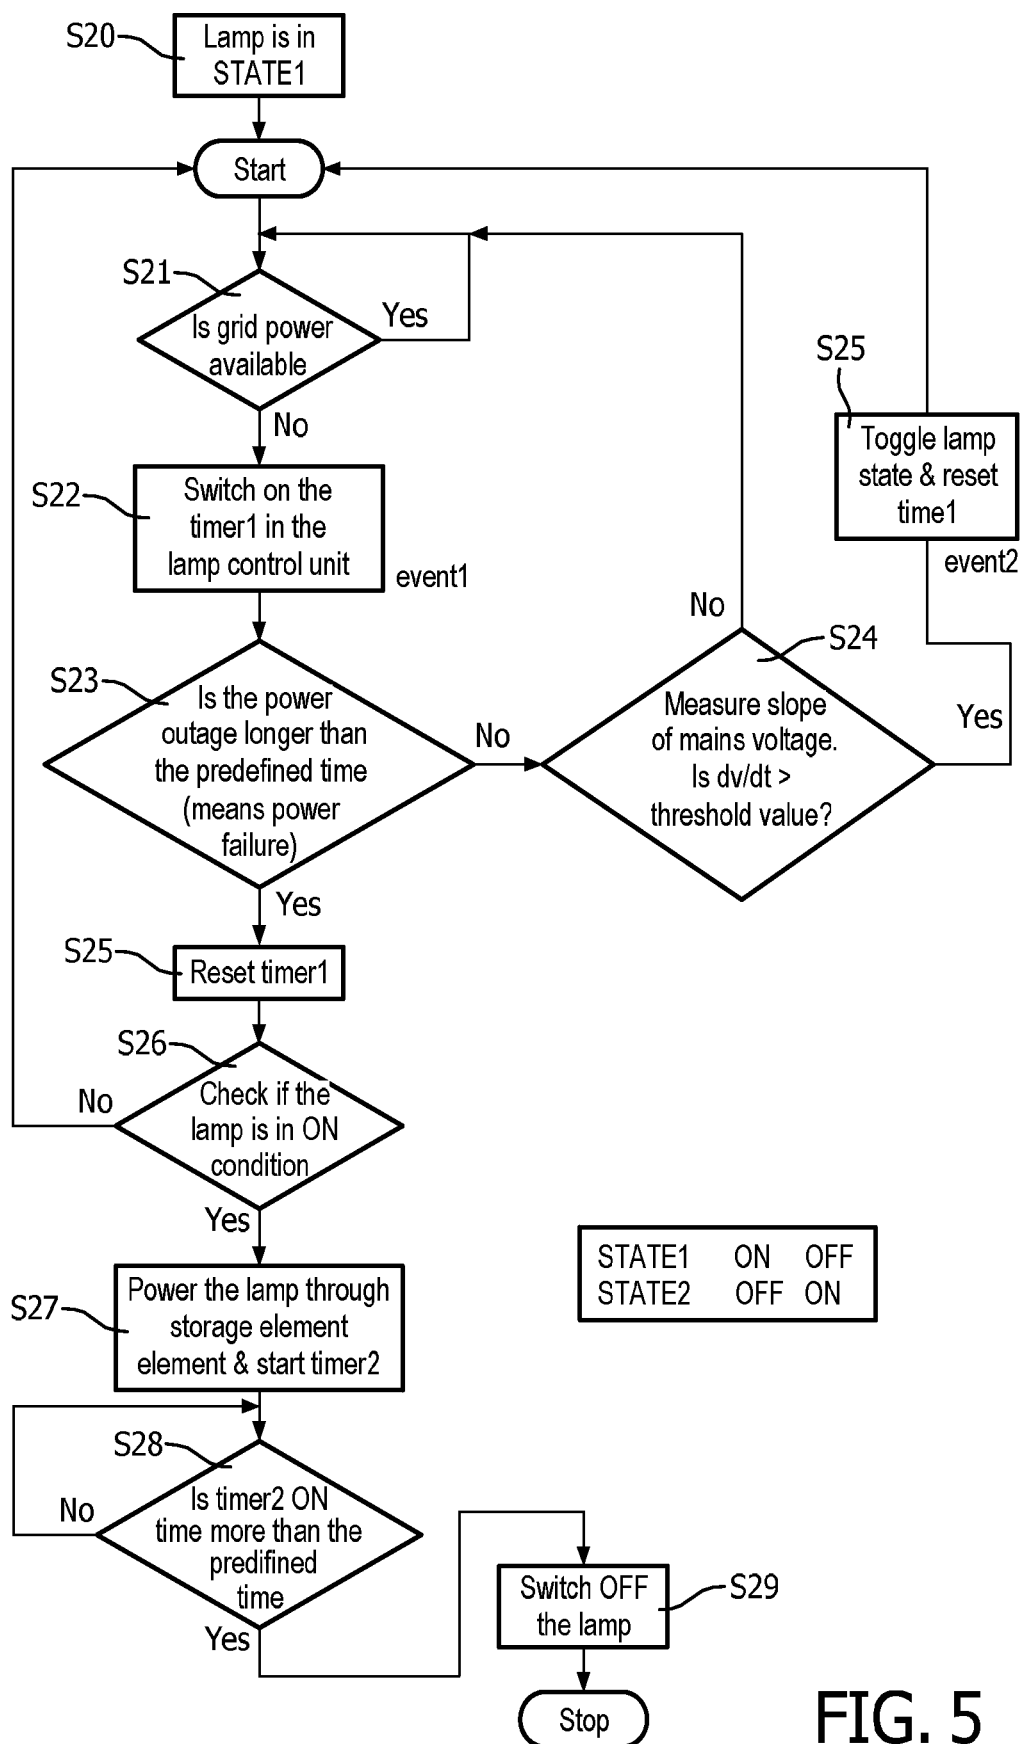 S20
Lamp is in
STATE1
Start
S21
Is grid power
available
Yes
No
S25
Toggle lamp
state & reset
time1
event2
S22
Switch on the
timer1 in the
lamp control unit
event1
No
S24
Measure slope
of mains voltage.
Is dv/dt >
threshold value?
Yes
S23
Is the power
outage longer than
the predefined time
(means power
failure)
No
Yes
S25
Reset timer1
S26
Check if the
lamp is in ON
condition
No
Yes
STATE1 ON OFF
STATE2 OFF ON
S27
Power the lamp through
storage element
element & start timer2
S28
Is timer2 ON
time more than the
predifined
time
No
Yes
Switch OFF
the lamp
S29
Stop
FIG. 5